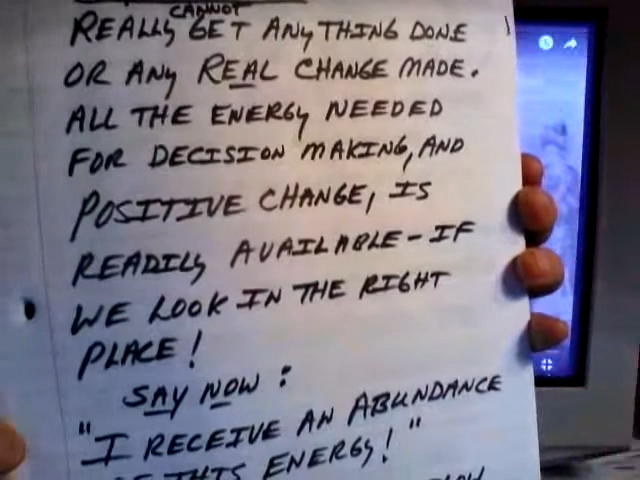 CANNOT
REALLY GET ANYTHING DONE
OR ANY REAL CHANGE MADE.
ALL THE ENERGY NEEDED
FOR DECISION MAKING, AND
POSITIVE CHANGE, IS
READILY AVAILABLE - IF
WE LOOK IN THE RIGHT
PLACE!
SAY NOW:
"I RECEIVE AN ABUNDANCE
OF THIS ENERGY!"